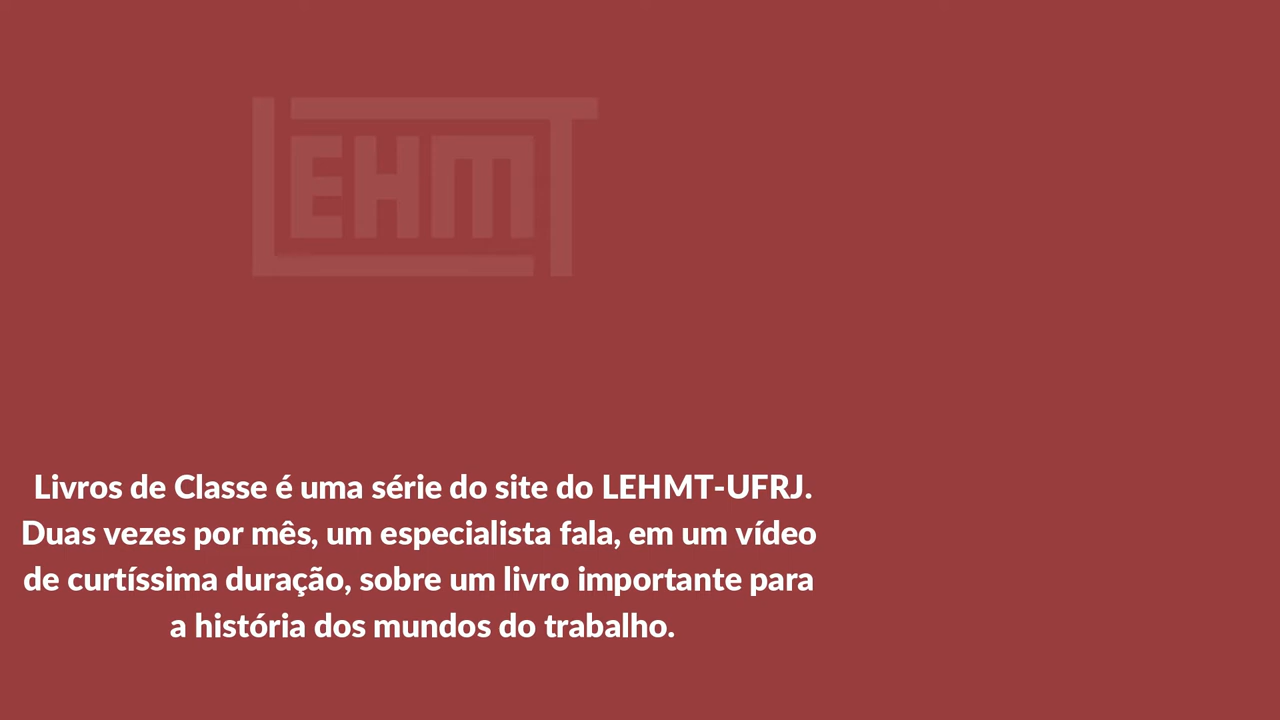 LEHMT
Livros de Classe é uma série do site do LEHMT-UFRJ.
Duas vezes por mês, um especialista fala, em um vídeo
de curtíssima duração, sobre um livro importante para
a história dos mundos do trabalho.